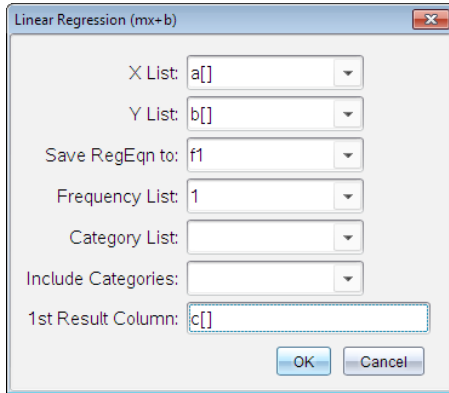 Linear Regression (mx+b)
X List: a[]
Y List: b[]
Save RegEqn to: f1
Frequency List: 1
Category List:
Include Categories:
1st Result Column: c[]
OK Cancel